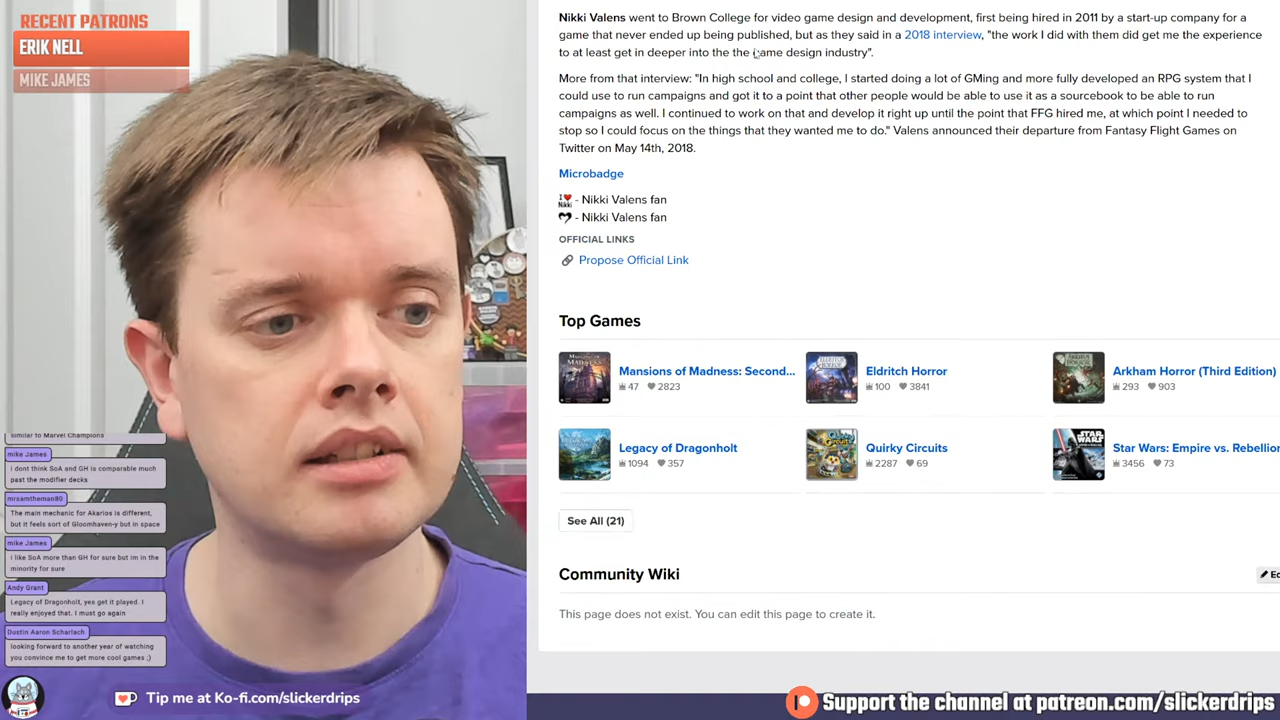 RECENT PATRONS
ERIK NELL
MIKE JAMES
similar to Marvel Champions
mike James
i dont think SoA and GH is comparable much
past the modifier decks
mrsamtheman80
The main mechanic for Akarios is different,
but it feels sort of Gloomhaven-y but in space
mike James
i like SoA more than GH for sure but im in the
minority for sure
Andy Grant
Legacy of Dragonholt, yes get it played. I
really enjoyed that. I must go again
Dustin Aaron Scharlach
looking forward to another year of watching
you convince me to get more cool games ;)
Tip me at Ko-fi.com/slickerdrips
Nikki Valens went to Brown College for video game design and development, first being hired in 2011 by a start-up company for a
game that never ended up being published, but as they said in a 2018 interview, "the work I did with them did get me the experience
to at least get in deeper into the the game design industry".
More from that interview: "In high school and college, I started doing a lot of GMing and more fully developed an RPG system that I
could use to run campaigns and got it to a point that other people would be able to use it as a sourcebook to be able to run
campaigns as well. I continued to work on that and develop it right up until the point that FFG hired me, at which point I needed to
stop so I could focus on the things that they wanted me to do." Valens announced their departure from Fantasy Flight Games on
Twitter on May 14th, 2018.
Microbadge
- Nikki Valens fan
- Nikki Valens fan
OFFICIAL LINKS
Propose Official Link
Top Games
Mansions of Madness: Second...
47 2823
Eldritch Horror
100 3841
Arkham Horror (Third Edition)
293 903
Legacy of Dragonholt
1094 357
Quirky Circuits
2287 69
Star Wars: Empire vs. Rebellion
3456 73
See All (21)
Community Wiki
This page does not exist. You can edit this page to create it.
Support the channel at patreon.com/slickerdrips